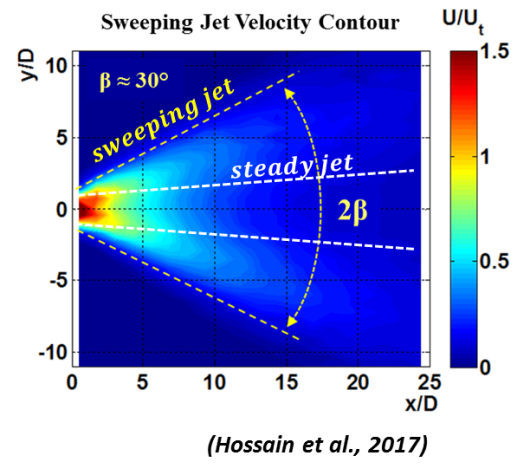 Sweeping Jet Velocity Contour
U/Uₜ
y/D
10
5
0
-5
-10
β ≈ 30°
sweeping jet
steady jet
2β
0
5
10
15
20
25
x/D
1.5
1
0.5
0
(Hossain et al., 2017)